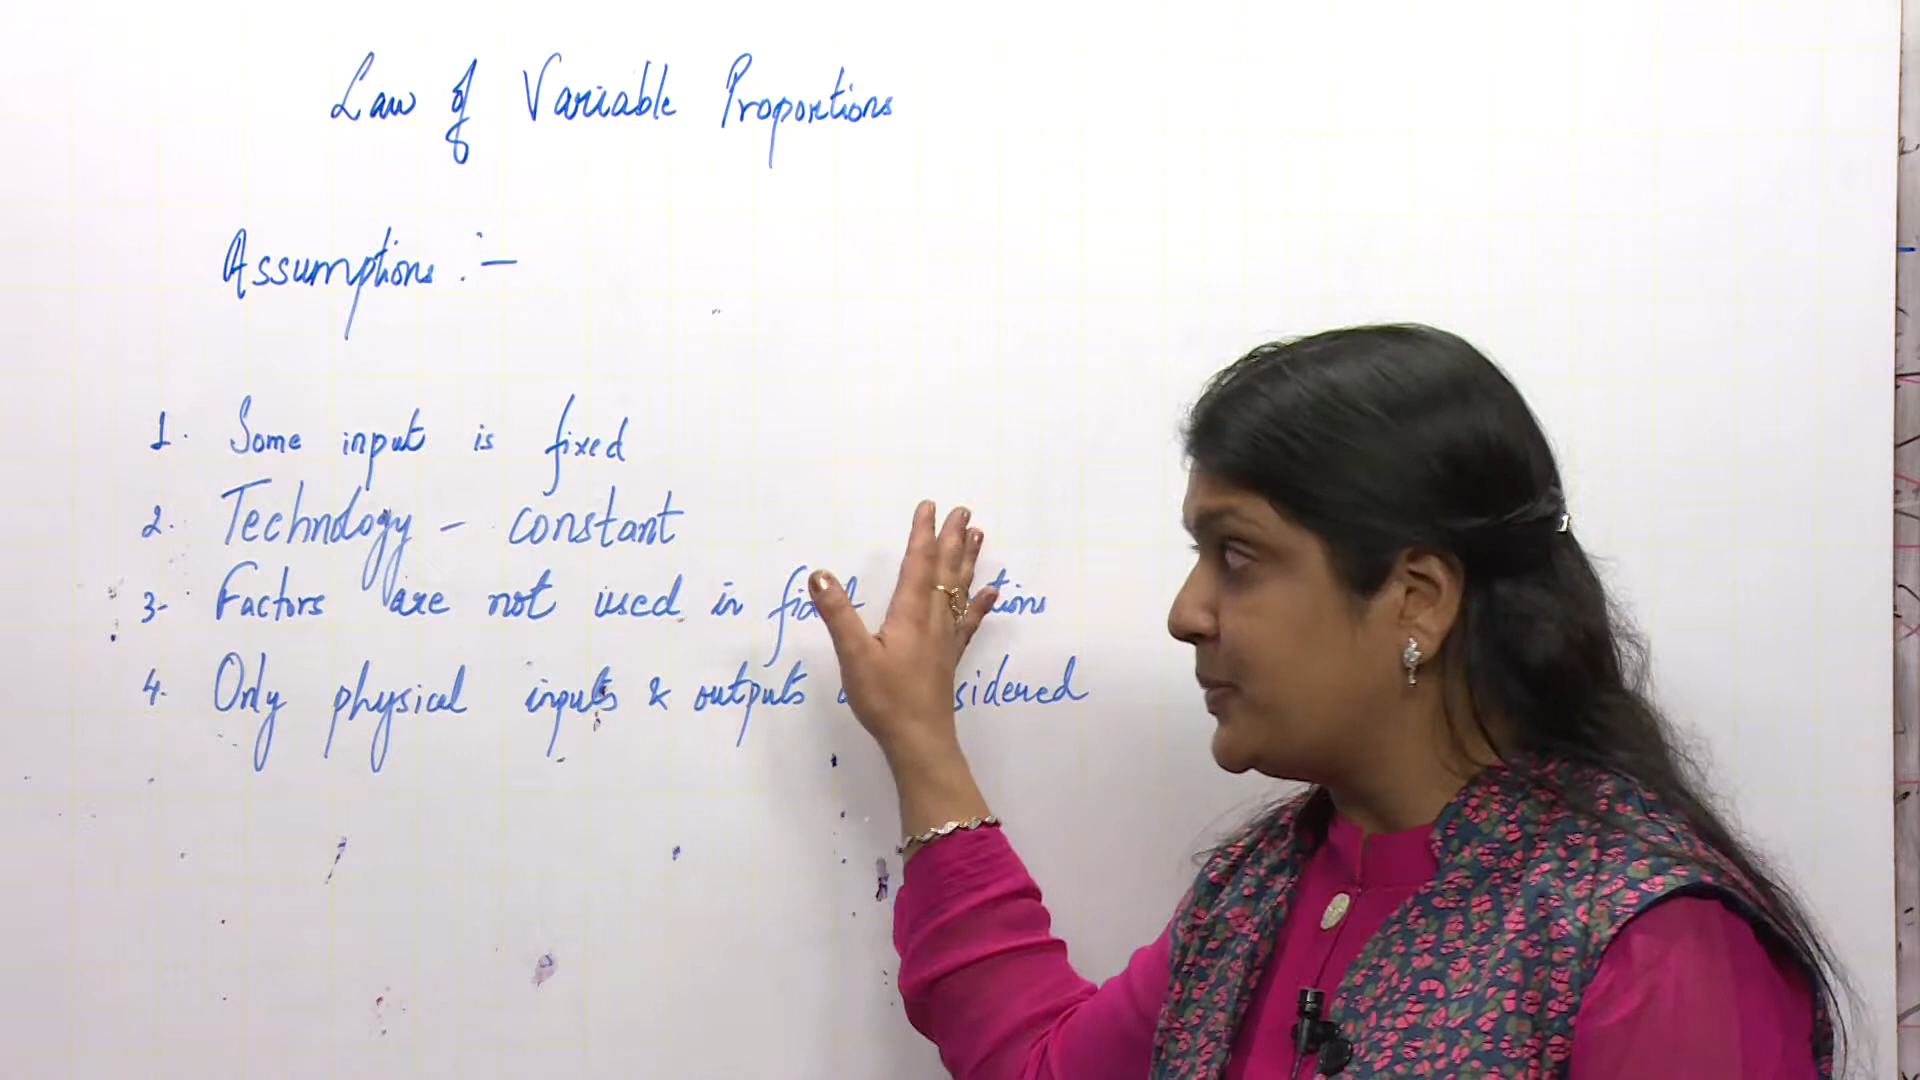 Law of Variable Proportions
Assumptions :-
1. Some input is fixed
2. Technology - constant
3- Factors are not used in
4. Only physical inputs & outputs